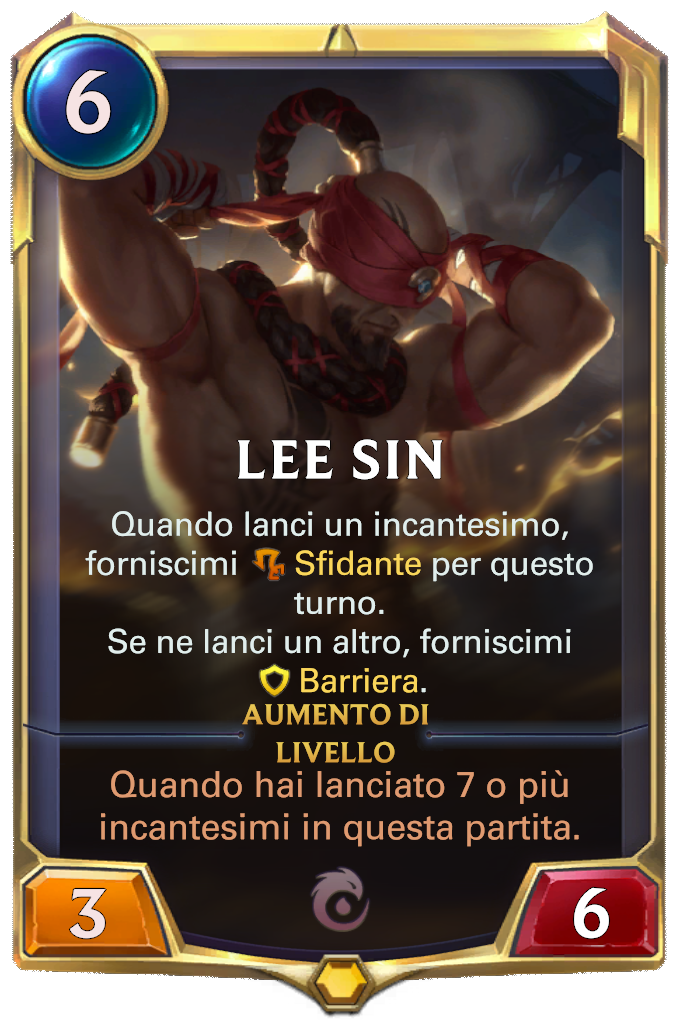 6
LEE SIN
Quando lanci un incantesimo,
forniscimi Sfidante per questo
turno.
Se ne lanci un altro, forniscimi
Barriera.
AUMENTO DI
LIVELLO
Quando hai lanciato 7 o più
incantesimi in questa partita.
3
6